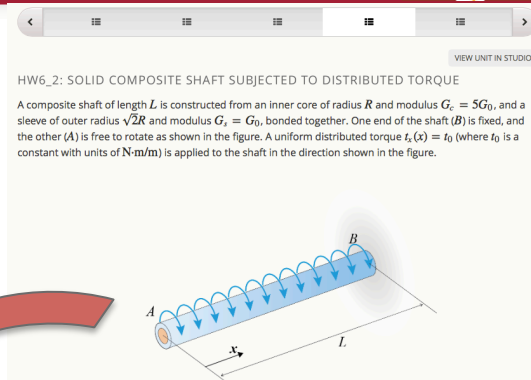 VIEW UNIT IN STUDIO
HW6_2: SOLID COMPOSITE SHAFT SUBJECTED TO DISTRIBUTED TORQUE
A composite shaft of length L is constructed from an inner core of radius R and modulus G_c = 5G_0, and a
sleeve of outer radius √2R and modulus G_s = G_0, bonded together. One end of the shaft (B) is fixed, and
the other (A) is free to rotate as shown in the figure. A uniform distributed torque t_x(x) = t_0 (where t_0 is a
constant with units of N·m/m) is applied to the shaft in the direction shown in the figure.
B
A
x
L